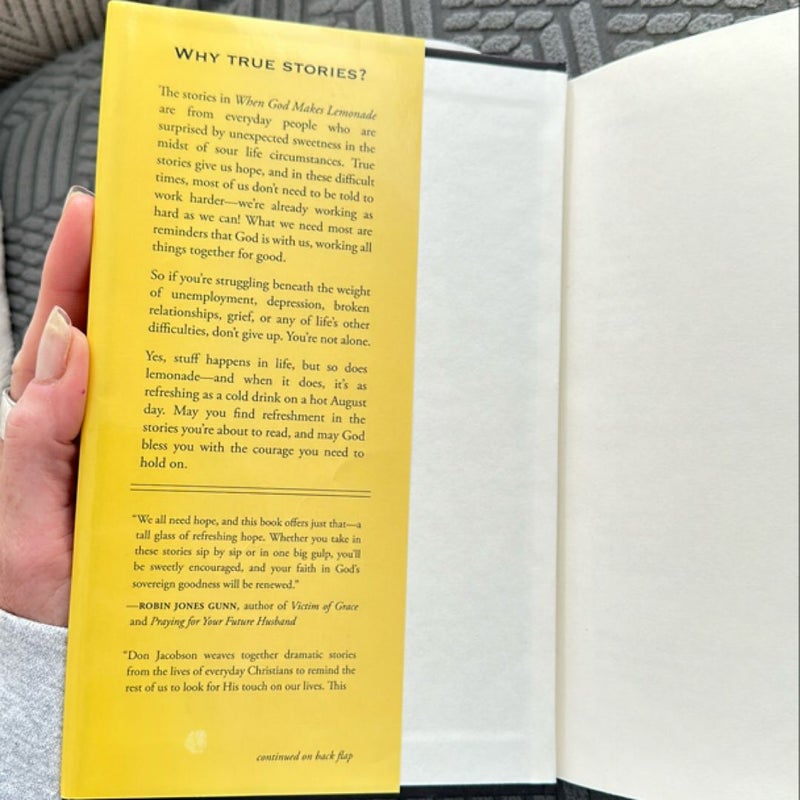 WHY TRUE STORIES?
The stories in When God Makes Lemonade
are from everyday people who are
surprised by unexpected sweetness in the
midst of sour life circumstances. True
stories give us hope, and in these difficult
times, most of us don't need to be told to
work harder—we're already working as
hard as we can! What we need most are
reminders that God is with us, working all
things together for good.
So if you're struggling beneath the weight
of unemployment, depression, broken
relationships, grief, or any of life's other
difficulties, don't give up. You're not alone.
Yes, stuff happens in life, but so does
lemonade—and when it does, it's as
refreshing as a cold drink on a hot August
day. May you find refreshment in the
stories you're about to read, and may God
bless you with the courage you need to
hold on.
"We all need hope, and this book offers just that—a
tall glass of refreshing hope. Whether you take in
these stories sip by sip or in one big gulp, you'll
be sweetly encouraged, and your faith in God's
sovereign goodness will be renewed."
—ROBIN JONES GUNN, author of Victim of Grace
and Praying for Your Future Husband
"Don Jacobson weaves together dramatic stories
from the lives of everyday Christians to remind the
rest of us to look for His touch on our lives. This
continued on back flap